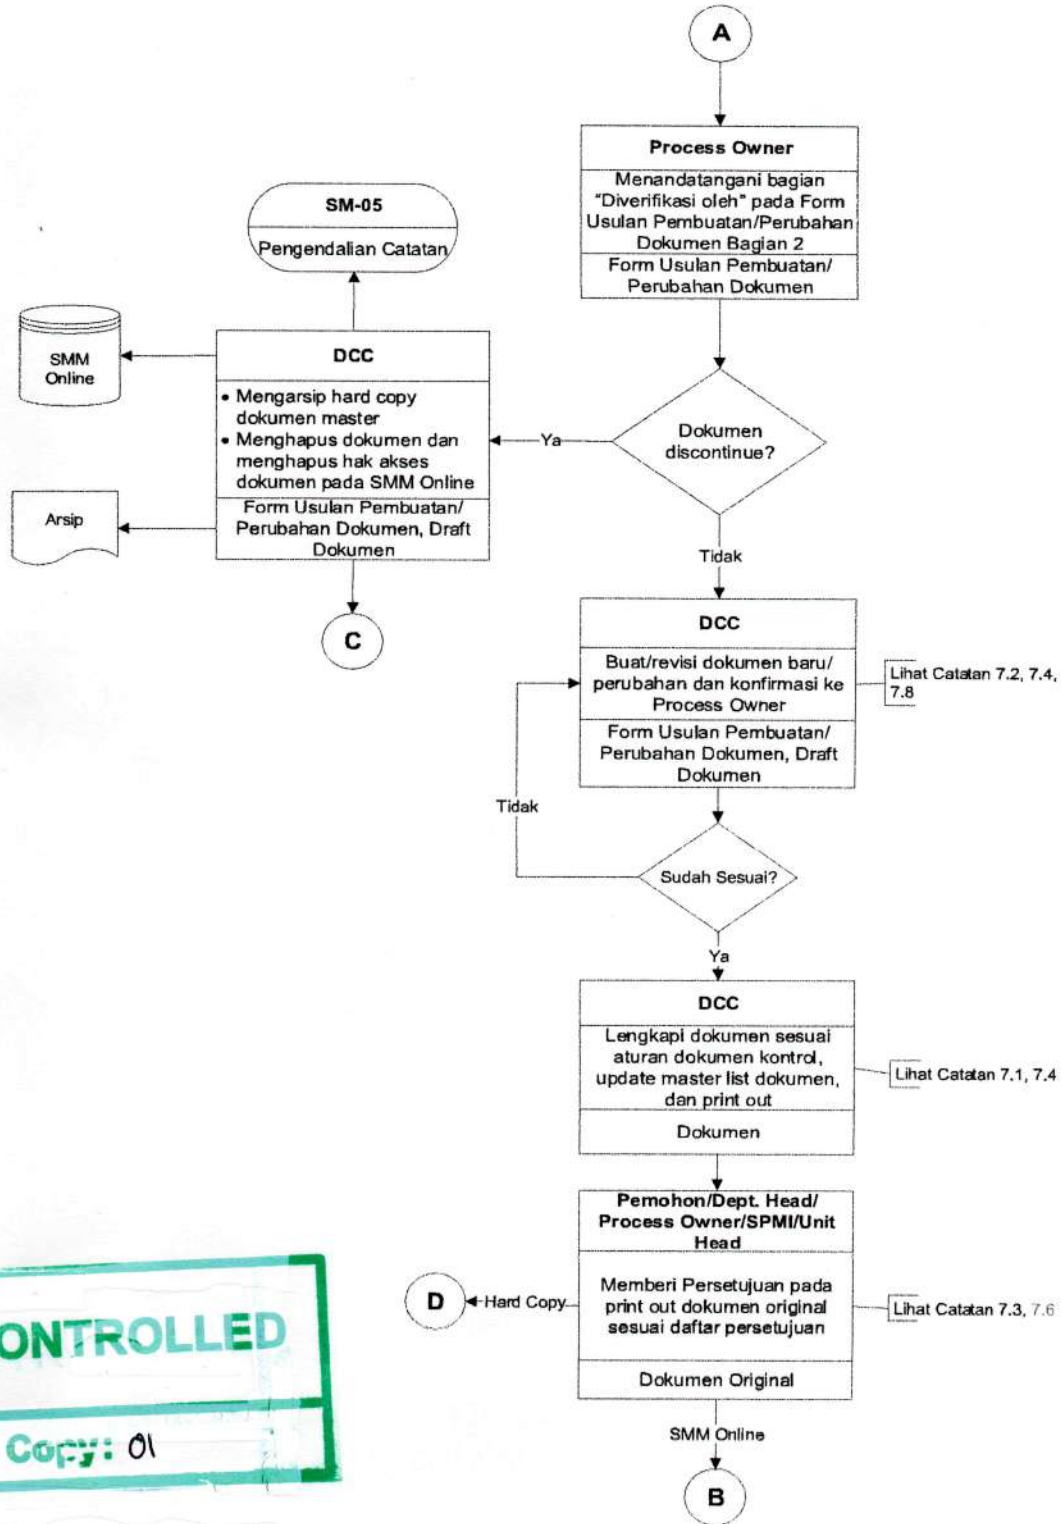 A
Process Owner
Menandatangani bagian
"Diverifikasi oleh" pada Form
Usulan Pembuatan/Perubahan
Dokumen Bagian 2
Form Usulan Pembuatan/
Perubahan Dokumen
SM-05
Pengendalian Catatan
SMM
Online
DCC
• Mengarsip hard copy
dokumen master
• Menghapus dokumen dan
menghapus hak akses
dokumen pada SMM Online
Form Usulan Pembuatan/
Perubahan Dokumen, Draft
Dokumen
Ya
Dokumen
discontinue?
Arsip
C
Tidak
DCC
Buat/revisi dokumen baru/
perubahan dan konfirmasi ke
Process Owner
Form Usulan Pembuatan/
Perubahan Dokumen, Draft
Dokumen
Lihat Catatan 7.2, 7.4,
7.8
Tidak
Sudah Sesuai?
Ya
DCC
Lengkapi dokumen sesuai
aturan dokumen kontrol,
update master list dokumen,
dan print out
Dokumen
Lihat Catatan 7.1, 7.4
Pemohon/Dept. Head/
Process Owner/SPMI/Unit
Head
Memberi Persetujuan pada
print out dokumen original
sesuai daftar persetujuan
Dokumen Original
D
Hard Copy
Lihat Catatan 7.3, 7.6
SMM Online
B
ONTROLLED
Copy: 01